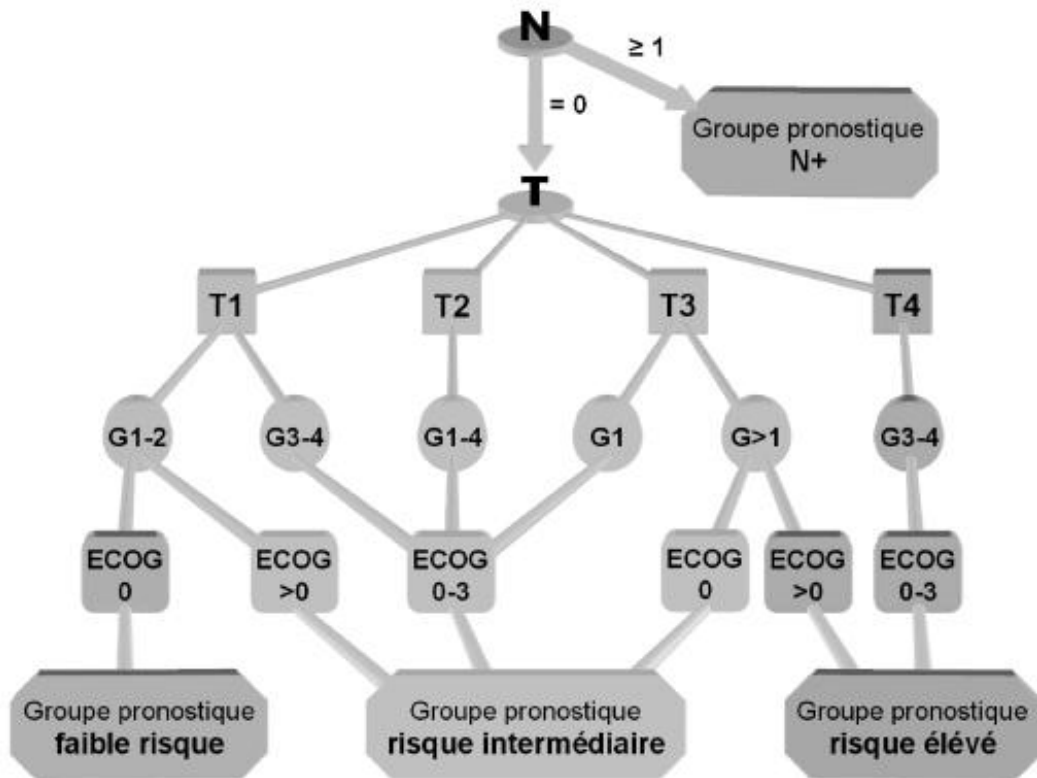 N
≥ 1
= 0
Groupe pronostique
N+
T
T1
T2
T3
T4
G1-2
G3-4
G1-4
G1
G>1
G3-4
ECOG
0
ECOG
>0
ECOG
0-3
ECOG
0
ECOG
>0
ECOG
0-3
Groupe pronostique
faible risque
Groupe pronostique
risque intermédiaire
Groupe pronostique
risque élévé